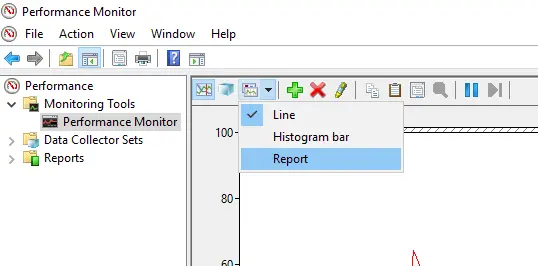 Performance Monitor
File Action View Window Help
Performance
Monitoring Tools
Performance Monitor
Data Collector Sets
Reports
Line
Histogram bar
Report
100
80
60